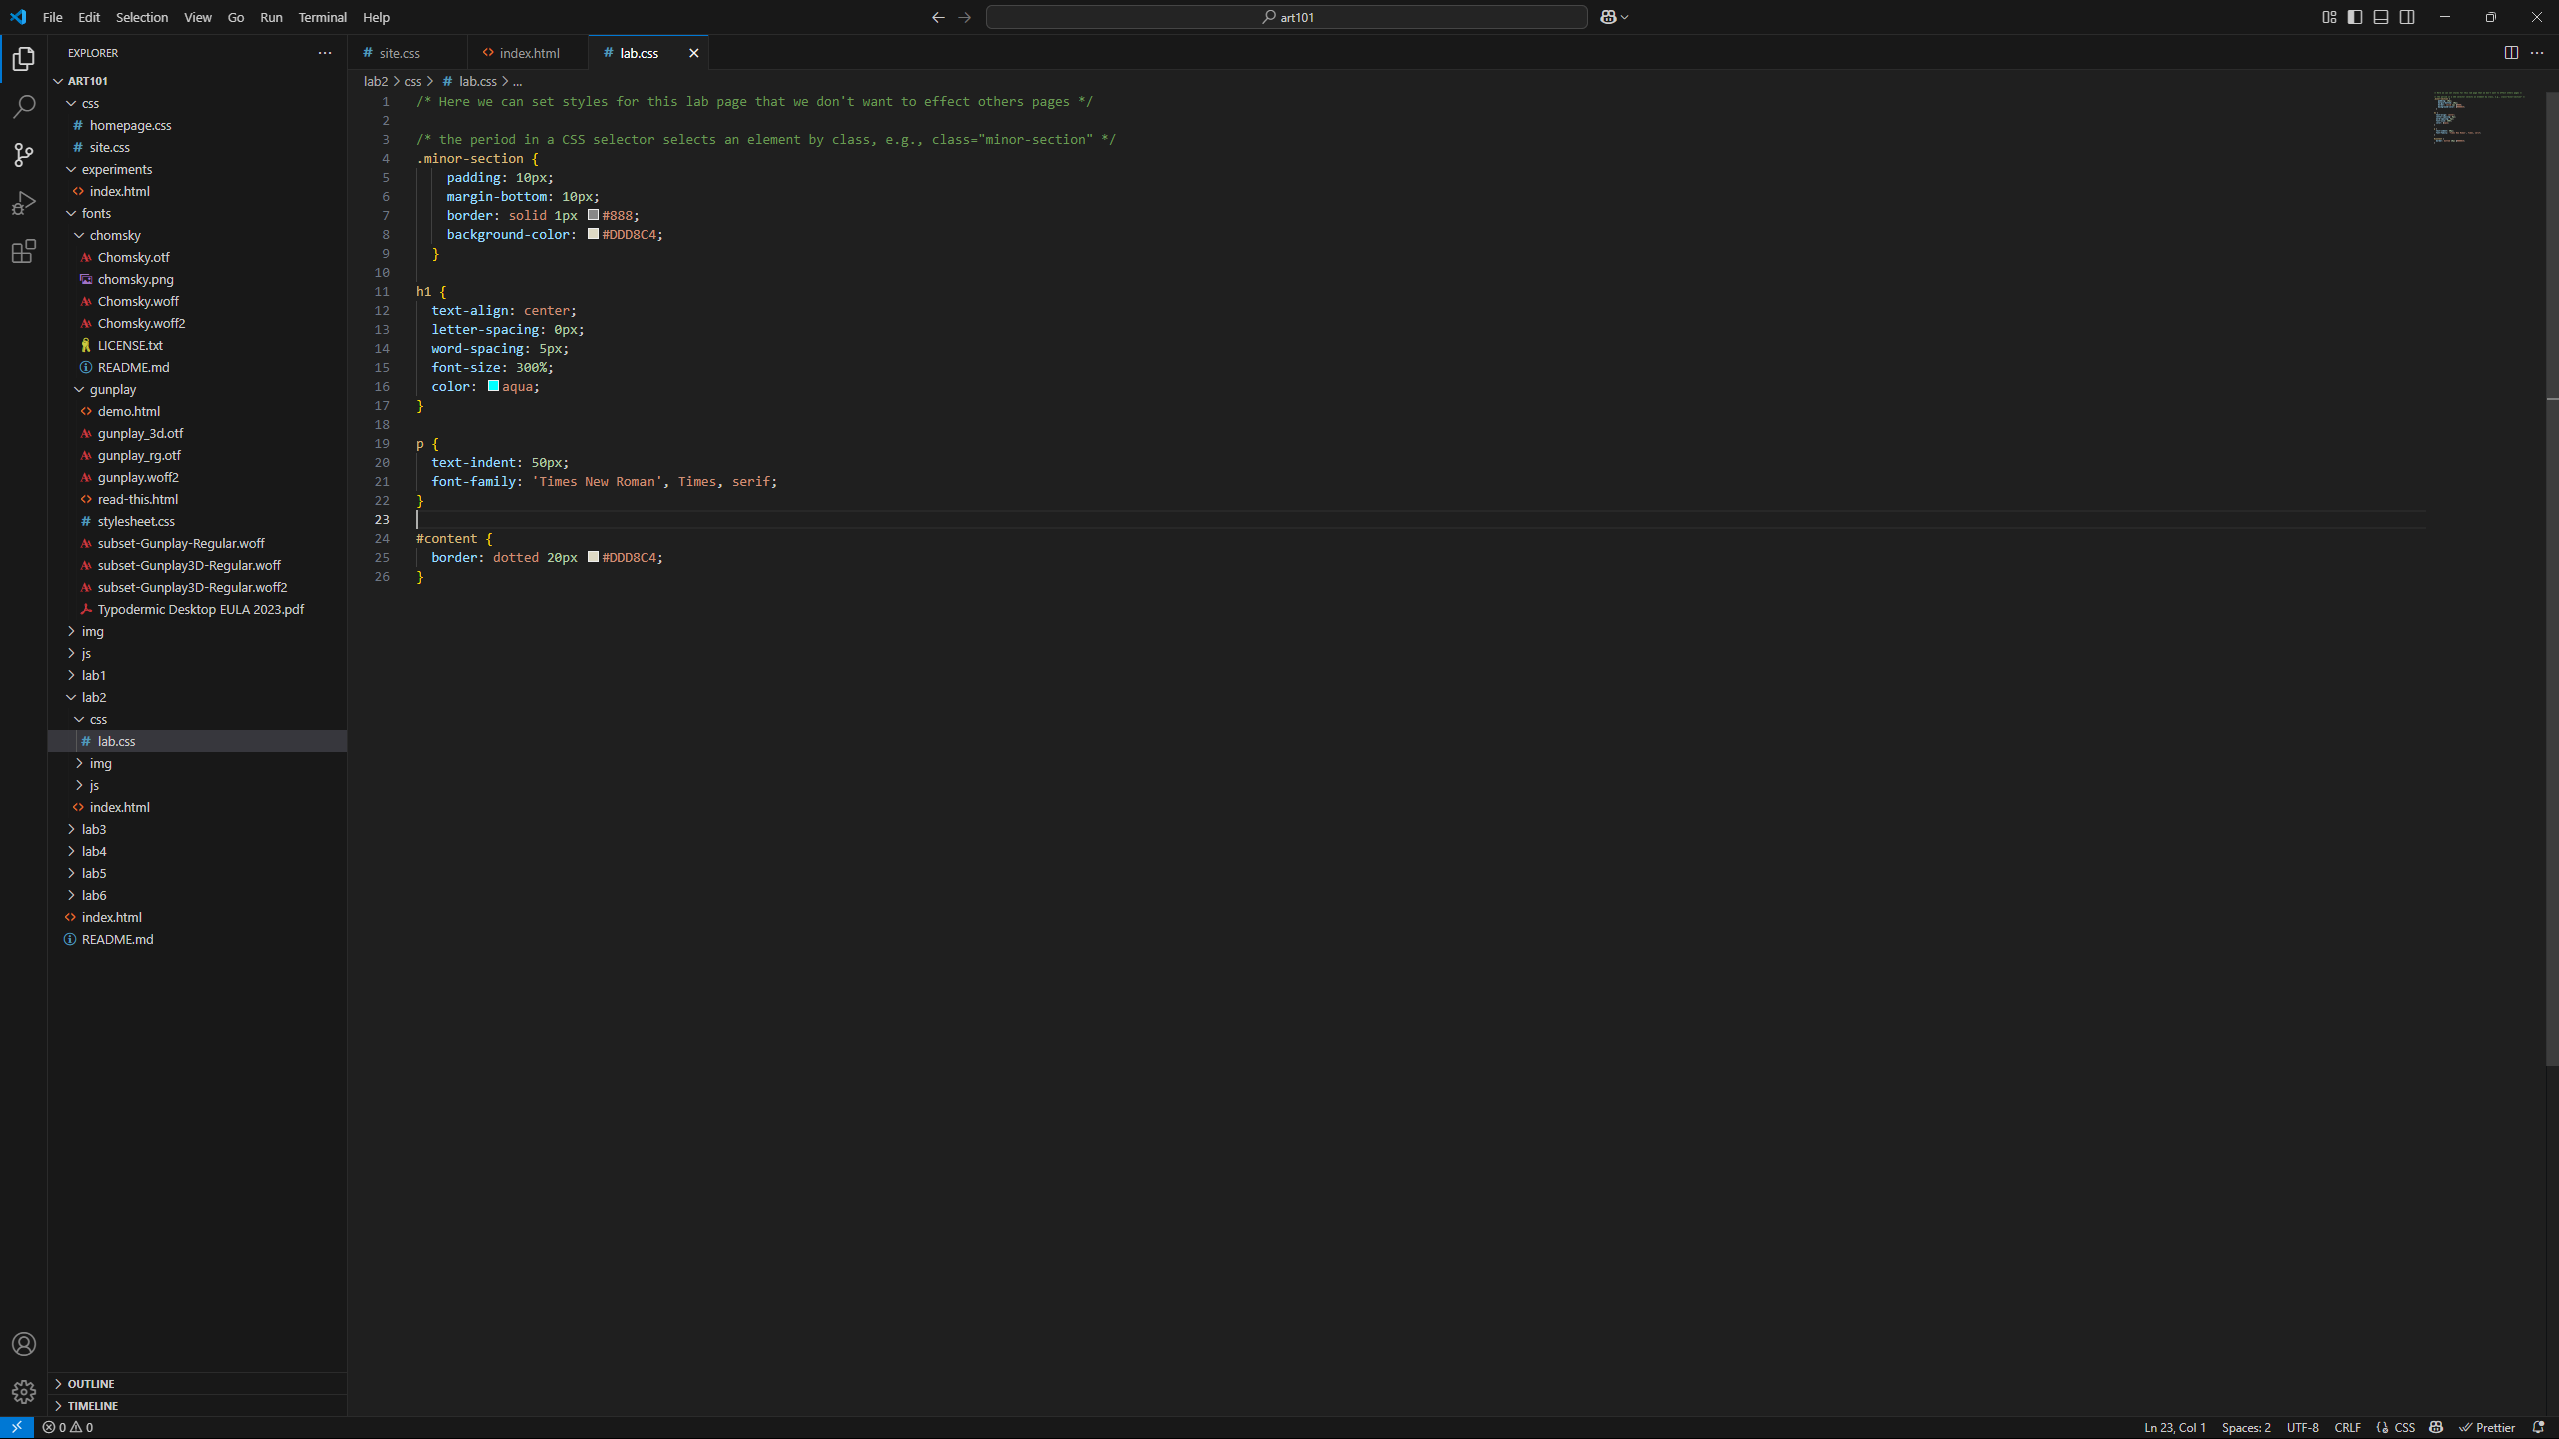 File Edit Selection View Go Run Terminal Help
art101
EXPLORER
ART101
css
homepage.css
site.css
experiments
index.html
fonts
chomsky
Chomsky.otf
chomsky.png
Chomsky.woff
Chomsky.woff2
LICENSE.txt
README.md
gunplay
demo.html
gunplay_3d.otf
gunplay_rg.otf
gunplay.woff2
read-this.html
stylesheet.css
subset-Gunplay-Regular.woff
subset-Gunplay3D-Regular.woff
subset-Gunplay3D-Regular.woff2
Typodermic Desktop EULA 2023.pdf
img
js
lab1
lab2
css
lab.css
img
js
index.html
lab3
lab4
lab5
lab6
index.html
README.md
OUTLINE
TIMELINE
site.css index.html lab.css
lab2 > css > # lab.css > ...
1 /* Here we can set styles for this lab page that we don't want to effect others pages */
2
3 /* the period in a CSS selector selects an element by class, e.g., class="minor-section" */
4 .minor-section {
5 padding: 10px;
6 margin-bottom: 10px;
7 border: solid 1px #888;
8 background-color: #DDD8C4;
9 }
10
11 h1 {
12 text-align: center;
13 letter-spacing: 0px;
14 word-spacing: 5px;
15 font-size: 300%;
16 color: aqua;
17 }
18
19 p {
20 text-indent: 50px;
21 font-family: 'Times New Roman', Times, serif;
22 }
23
24 #content {
25 border: dotted 20px #DDD8C4;
26 }
0 0
Ln 23, Col 1 Spaces: 2 UTF-8 CRLF {} CSS Prettier